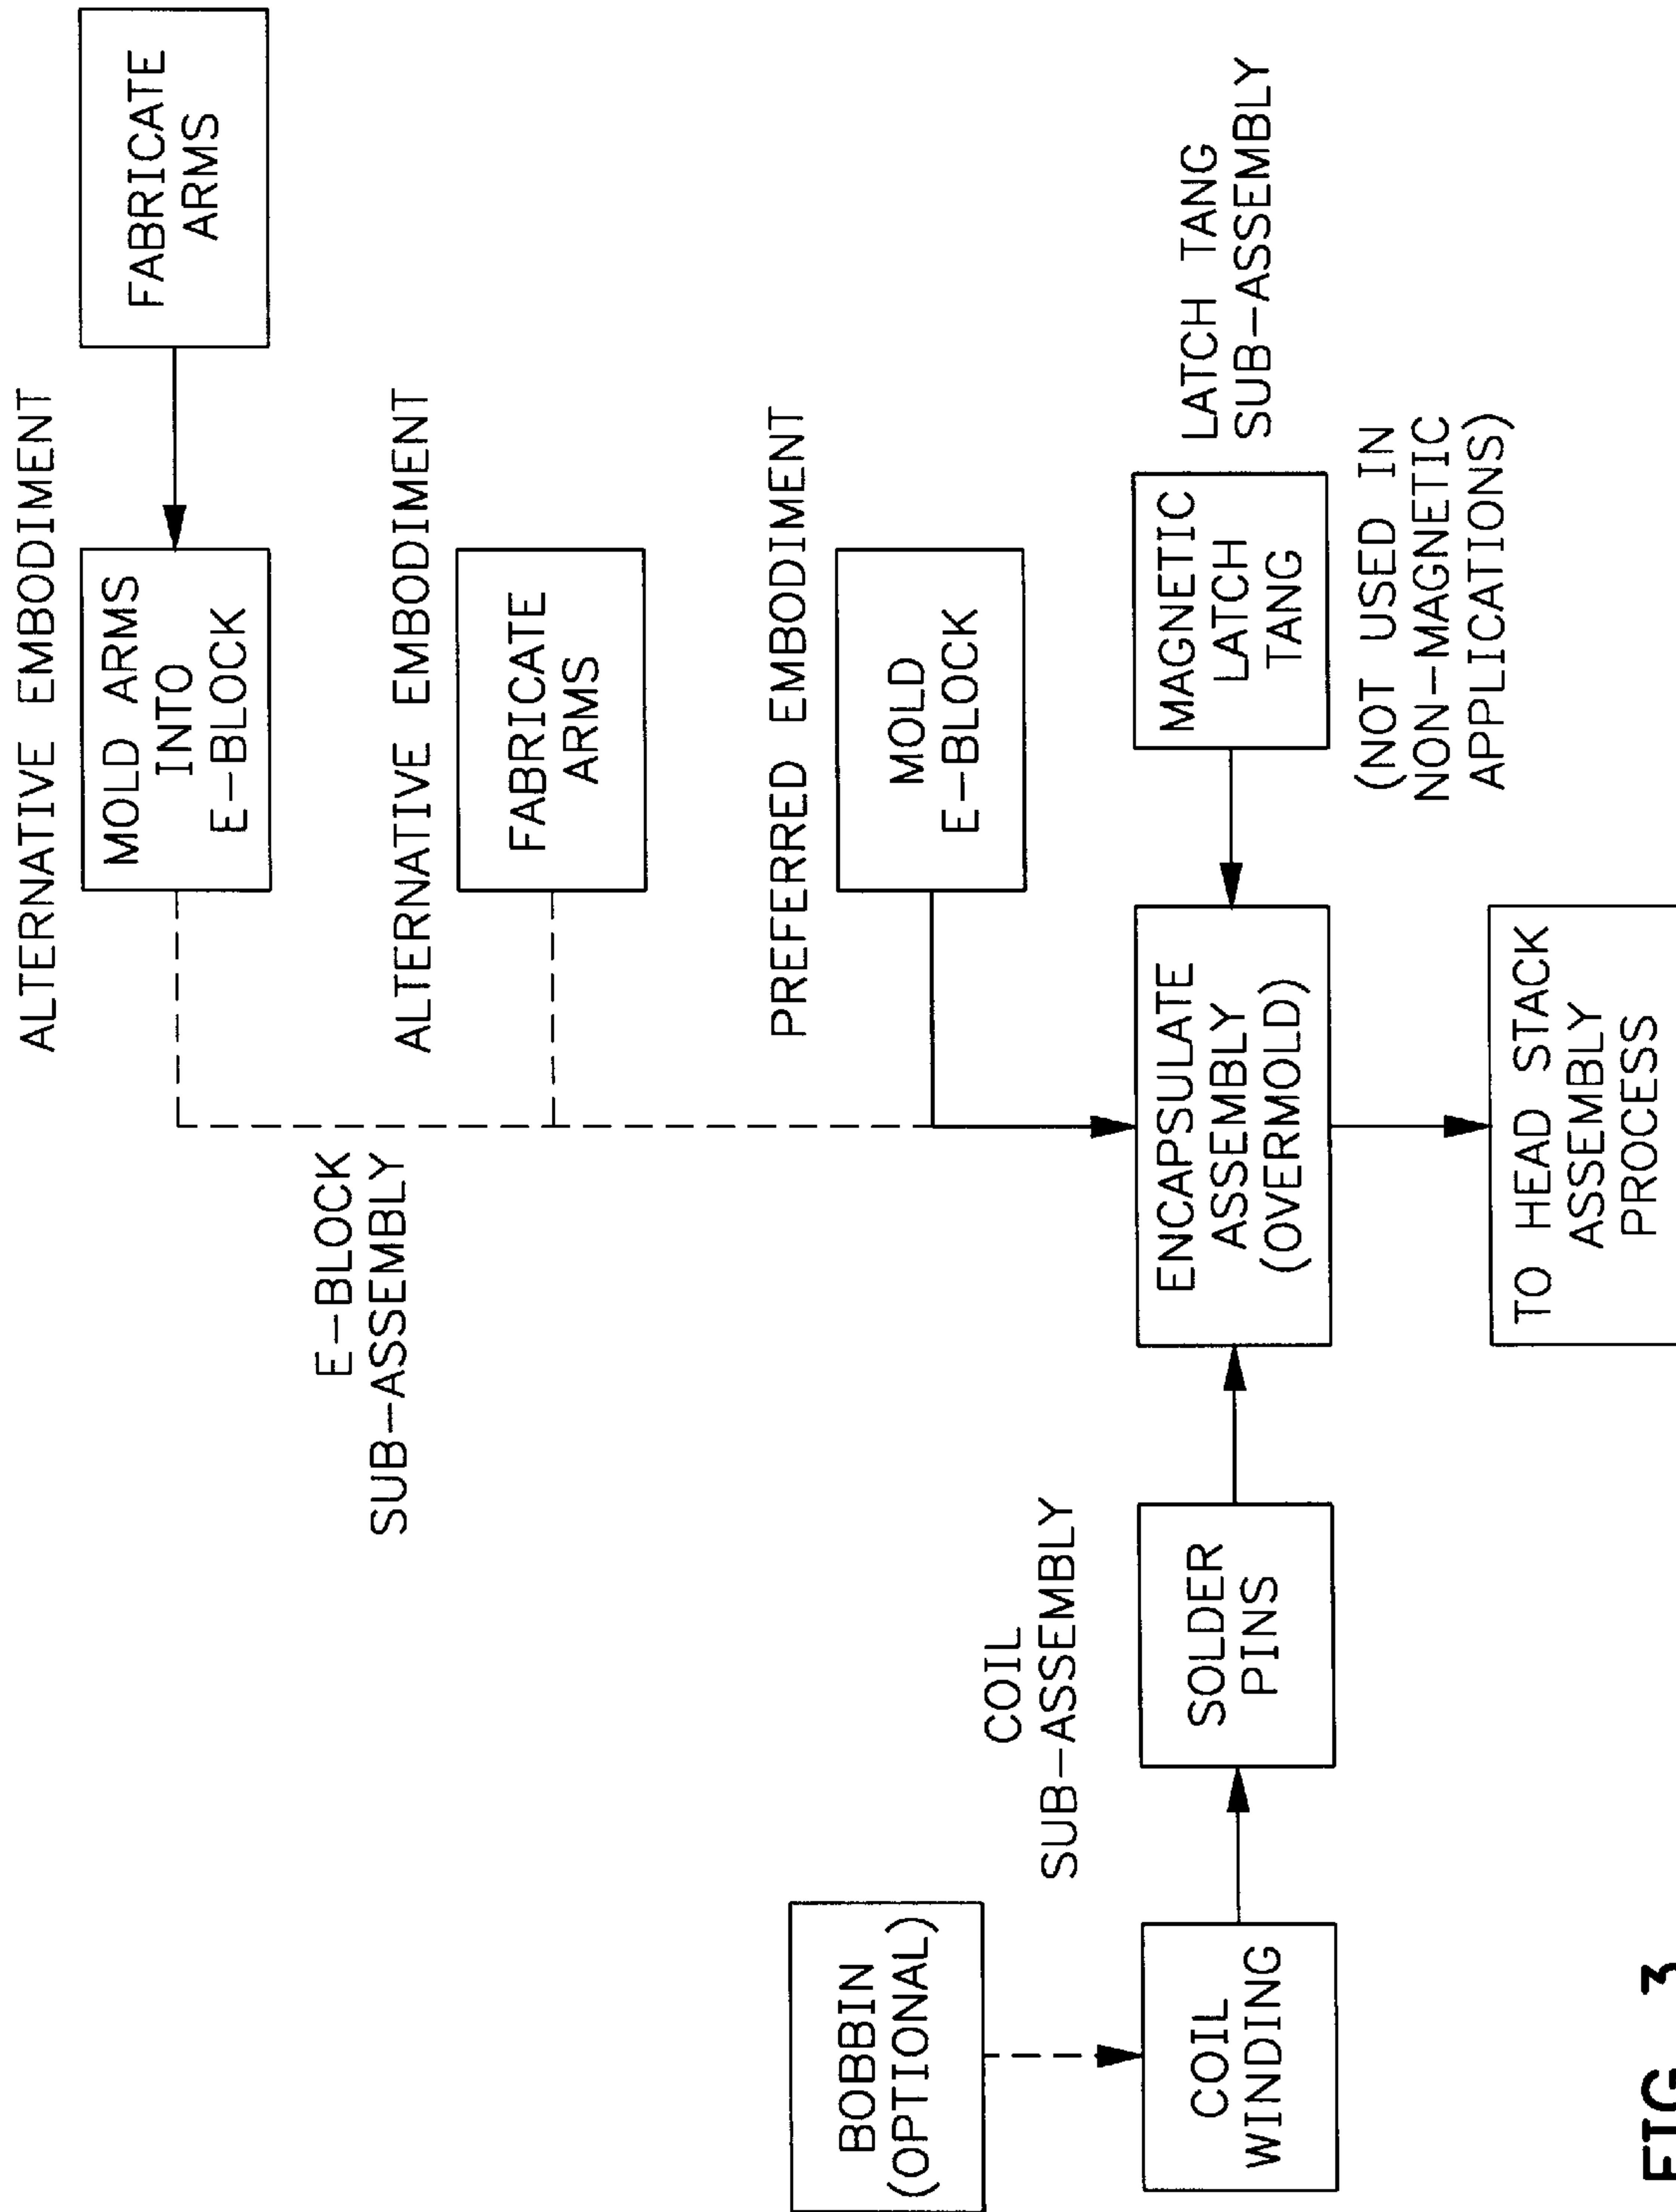 ALTERNATIVE EMBODIMENT
MOLD ARMS
INTO
E-BLOCK
FABRICATE
ARMS
E-BLOCK
SUB-ASSEMBLY
ALTERNATIVE EMBODIMENT
FABRICATE
ARMS
PREFERRED EMBODIMENT
MOLD
E-BLOCK
BOBBIN
(OPTIONAL)
COIL
SUB-ASSEMBLY
COIL
WINDING
SOLDER
PINS
ENCAPSULATE
ASSEMBLY
(OVERMOLD)
MAGNETIC
LATCH
TANG
LATCH TANG
SUB-ASSEMBLY
(NOT USED IN
NON-MAGNETIC
APPLICATIONS)
TO HEAD STACK
ASSEMBLY
PROCESS
FIG. 3